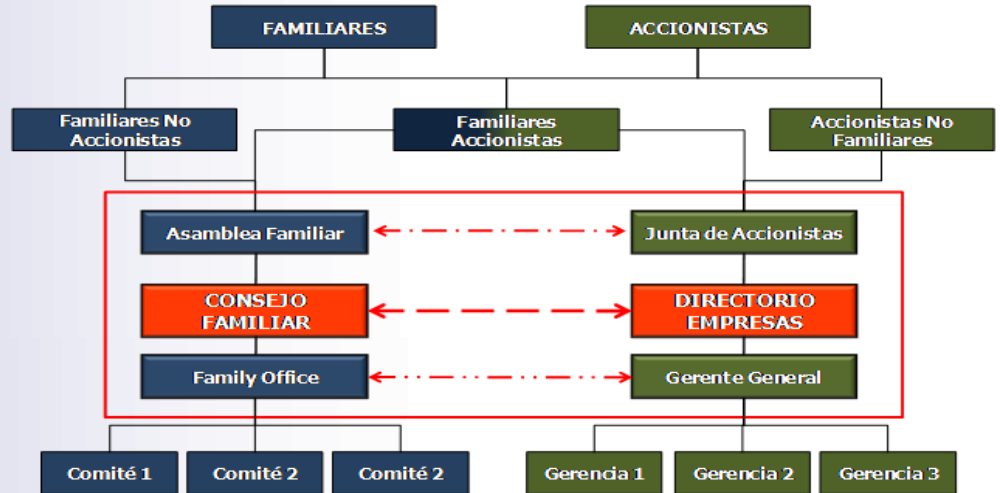 FAMILIARES
ACCIONISTAS
Familiares No
Accionistas
Familiares
Accionistas
Accionistas No
Familiares
Asamblea Familiar
Junta de Accionistas
CONSEJO
FAMILIAR
DIRECTORIO
EMPRESAS
Family Office
Gerente General
Comité 1
Comité 2
Comité 2
Gerencia 1
Gerencia 2
Gerencia 3